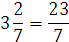 3 2/7 = 23/7